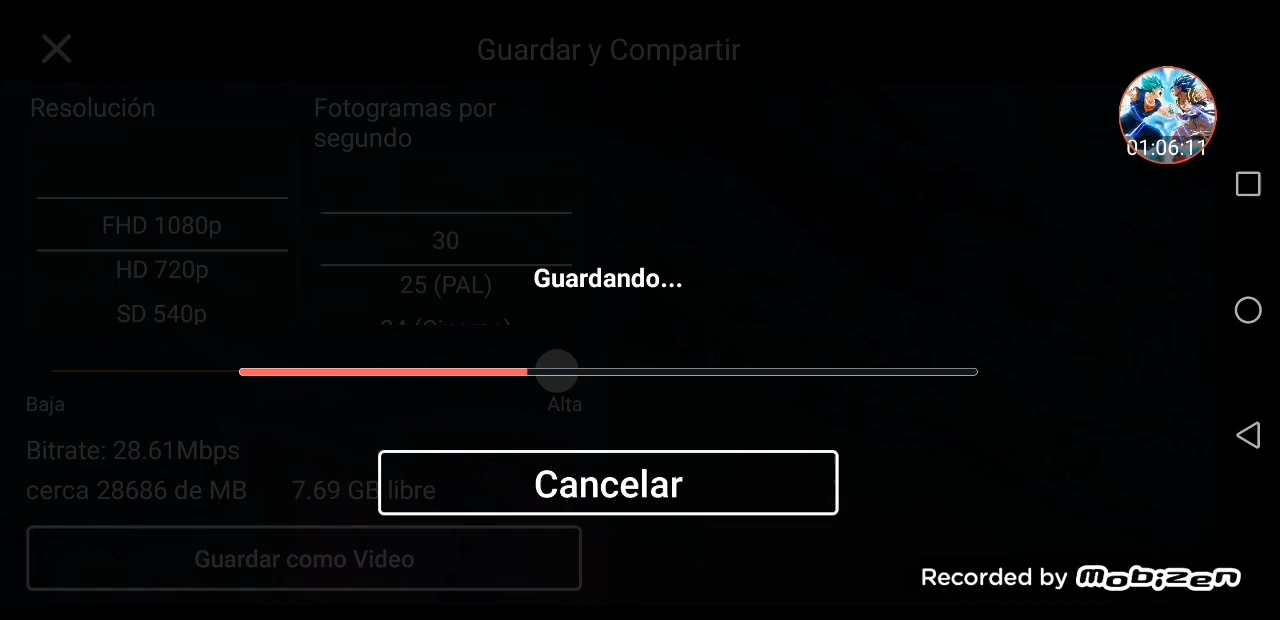 Guardar y Compartir
Resolución
Fotogramas por
segundo
01:06:11
FHD 1080p
HD 720p
SD 540p
30
25 (PAL)
24 (Cinema)
Guardando...
Baja
Alta
Bitrate: 28.61Mbps
cerca 28686 de MB
7.69 GB libre
Cancelar
Guardar como Video
Recorded by mobizen